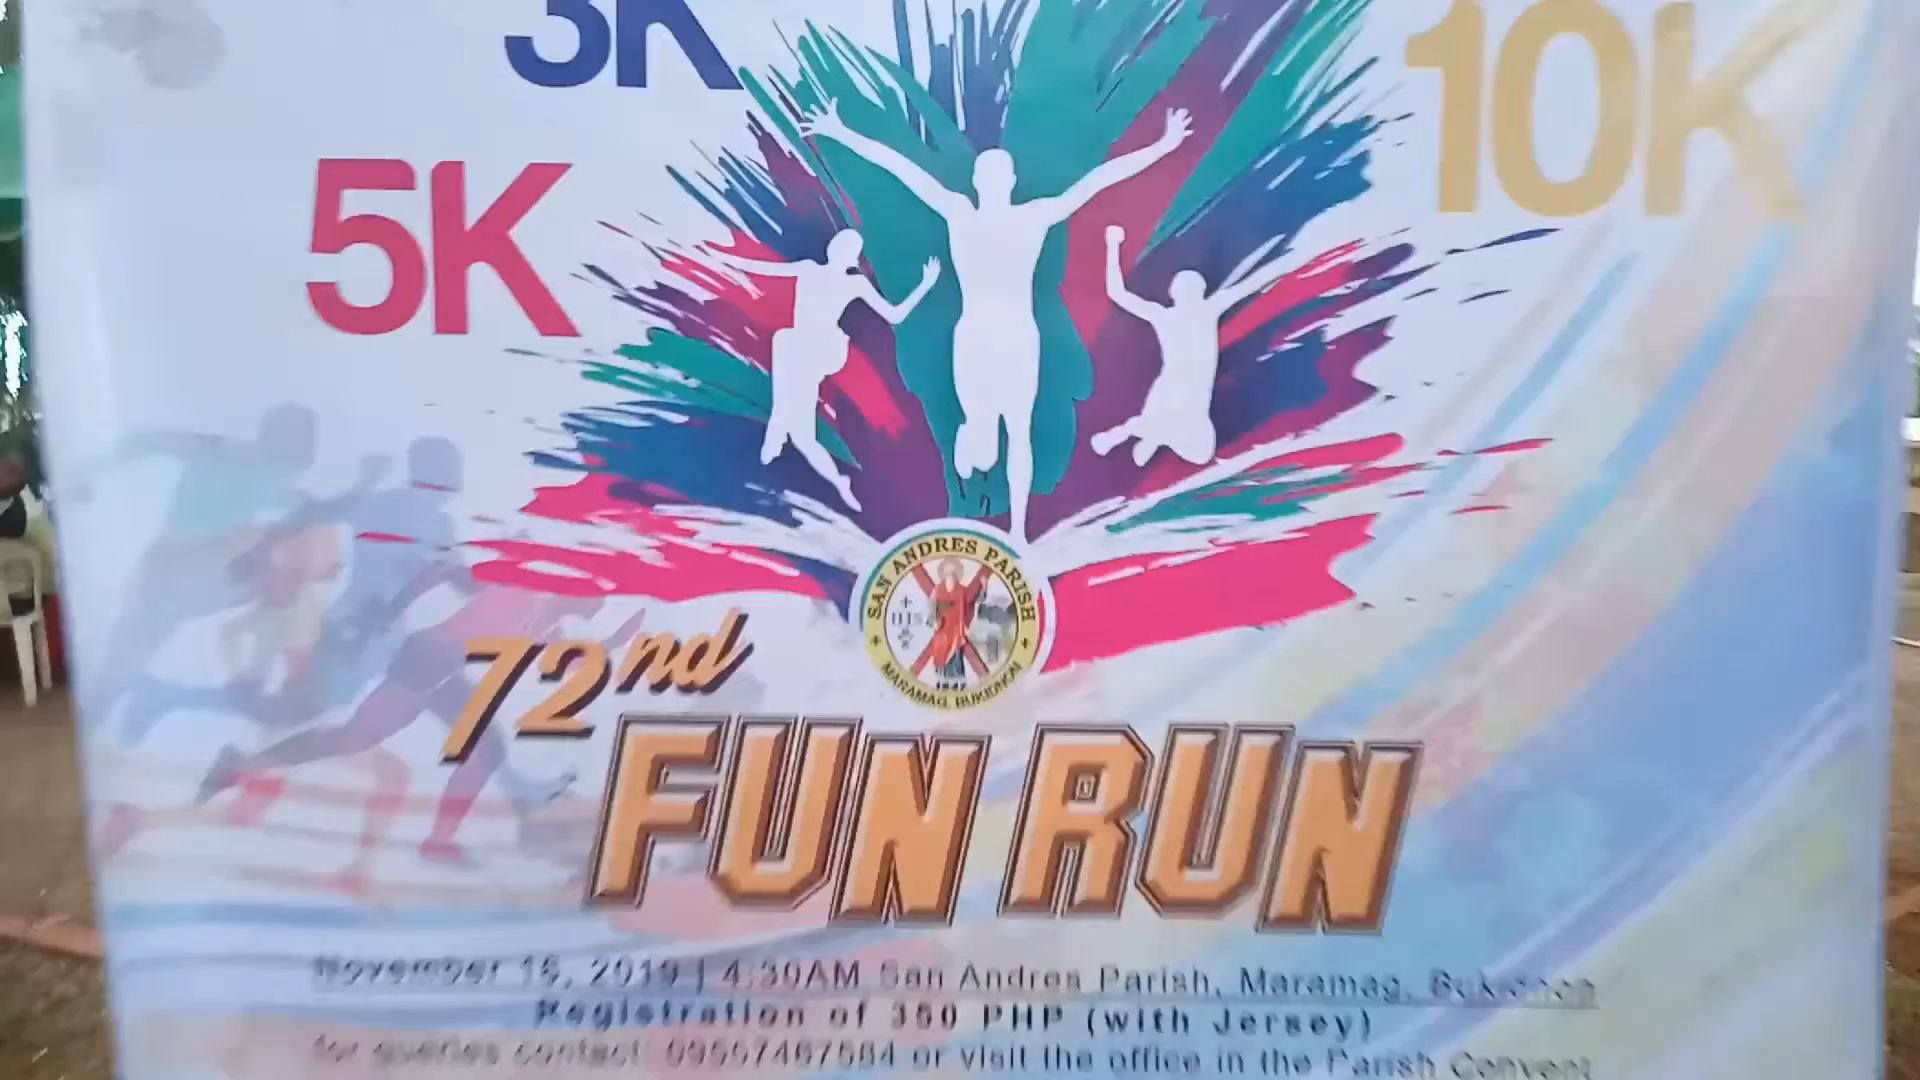 3K
10K
5K
SAN ANDRES PARISH
MARAMAG, BUKIDNON
72nd
FUN RUN
November 16, 2019 | 4:30AM San Andres Parish, Maramag, Bukidnon
Registration of 350 PHP (with Jersey)
for queries contact: or visit the office in the Parish Convent